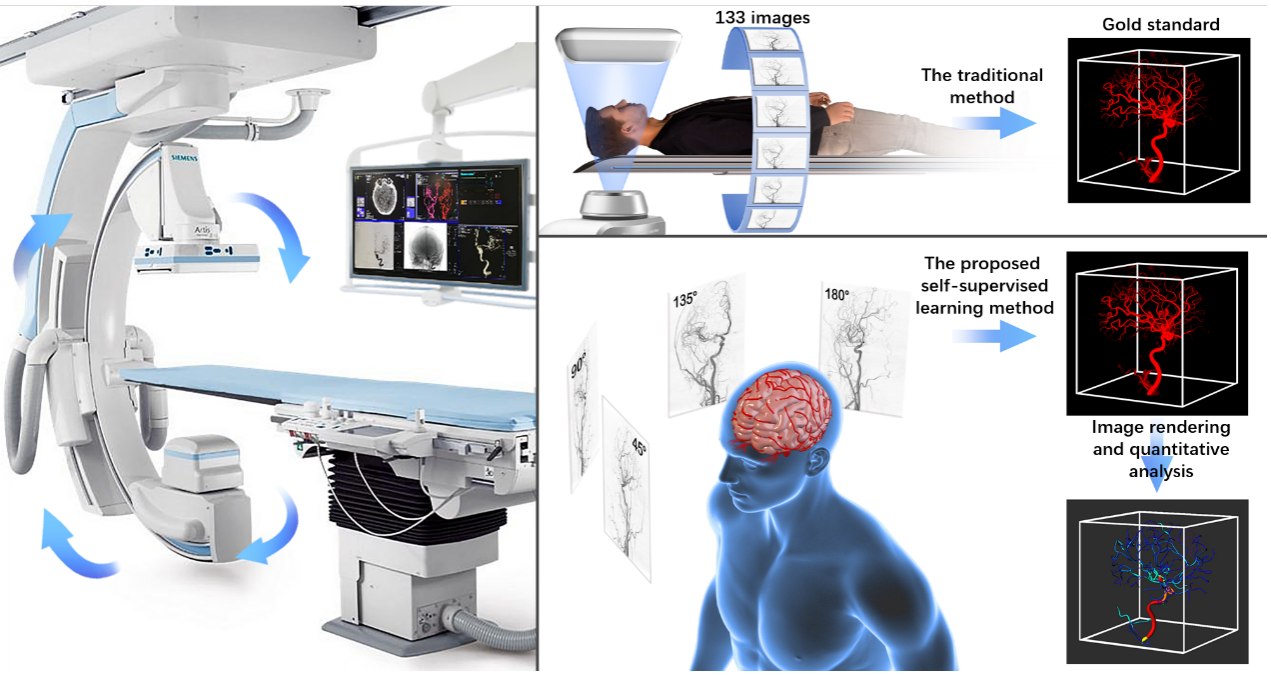 SIEMENS
Artis
133 images
The traditional
method
Gold standard
90°
135°
45°
180°
The proposed
self-supervised
learning method
Image rendering
and quantitative
analysis